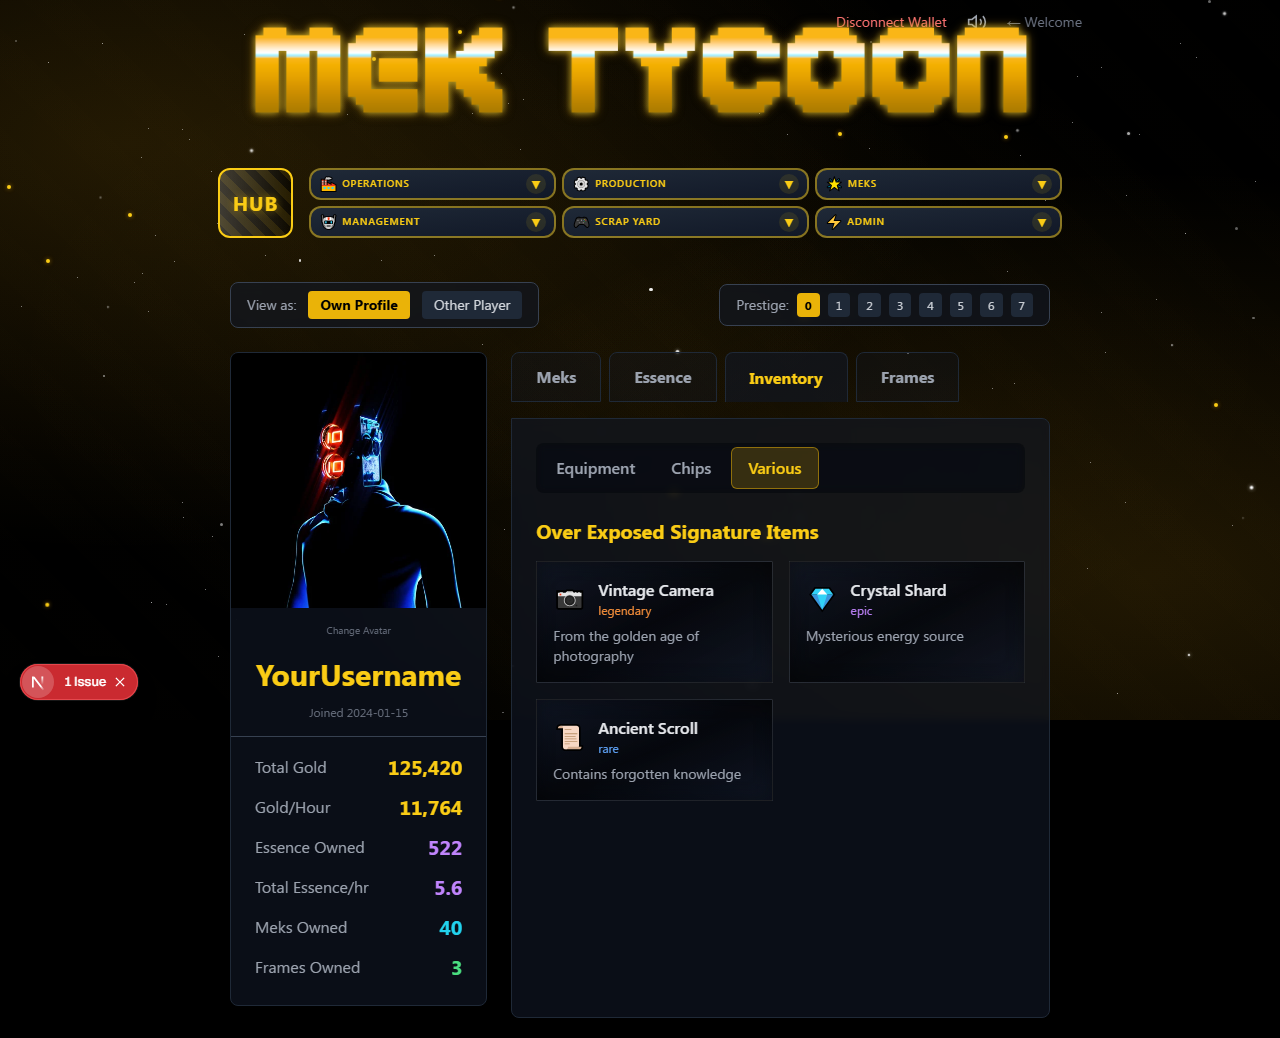 Disconnect Wallet
← Welcome
MEK TYCOON
HUB
OPERATIONS
PRODUCTION
MEKS
MANAGEMENT
SCRAP YARD
ADMIN
View as: Own Profile Other Player
Prestige: 0 1 2 3 4 5 6 7
Meks Essence Inventory Frames
Equipment Chips Various
Change Avatar
YourUsername
Joined 2024-01-15
Total Gold 125,420
Gold/Hour 11,764
Essence Owned 522
Total Essence/hr 5.6
Meks Owned 40
Frames Owned 3
Over Exposed Signature Items
Vintage Camera
legendary
From the golden age of
photography
Crystal Shard
epic
Mysterious energy source
Ancient Scroll
rare
Contains forgotten knowledge
N 1 Issue